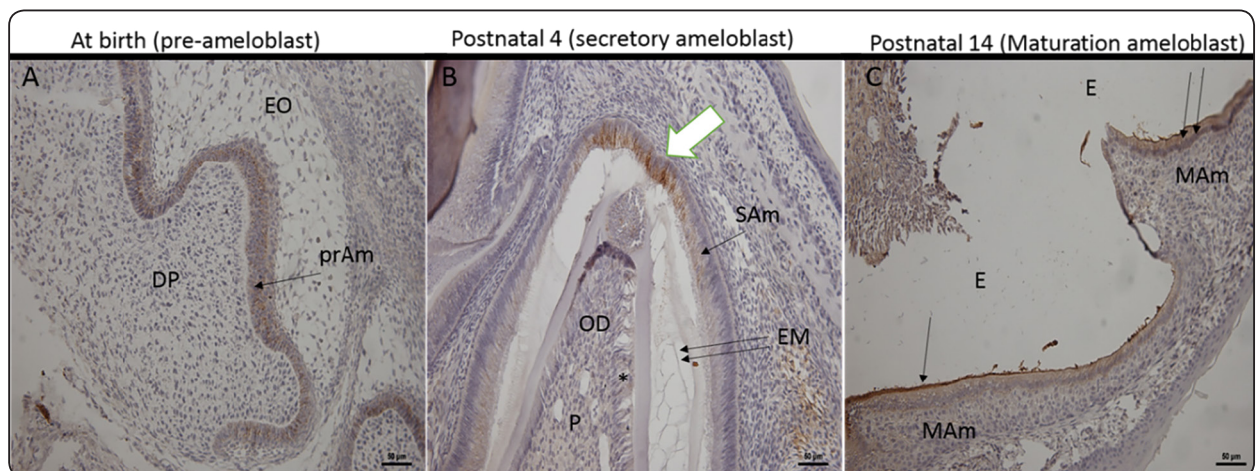 At birth (pre-ameloblast)
Postnatal 4 (secretory ameloblast)
Postnatal 14 (Maturation ameloblast)
A
EO
DP
prAm
50 µm
B
SAm
OD
EM
*
P
50 µm
C
E
MAm
E
MAm
50 µm